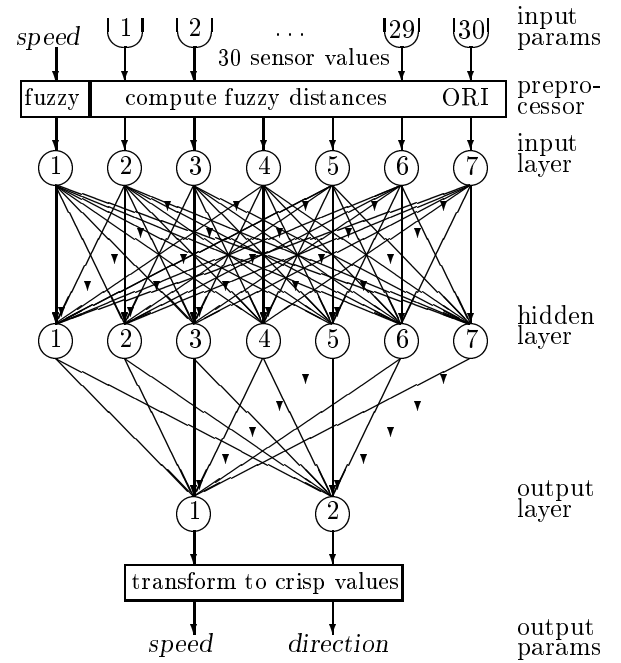 speed 1 2 ... 29 30 input params
30 sensor values
fuzzy compute fuzzy distances ORI prepro-cessor
1 2 3 4 5 6 7 input layer
1 2 3 4 5 6 7 hidden layer
1 2 output layer
transform to crisp values
speed direction output params